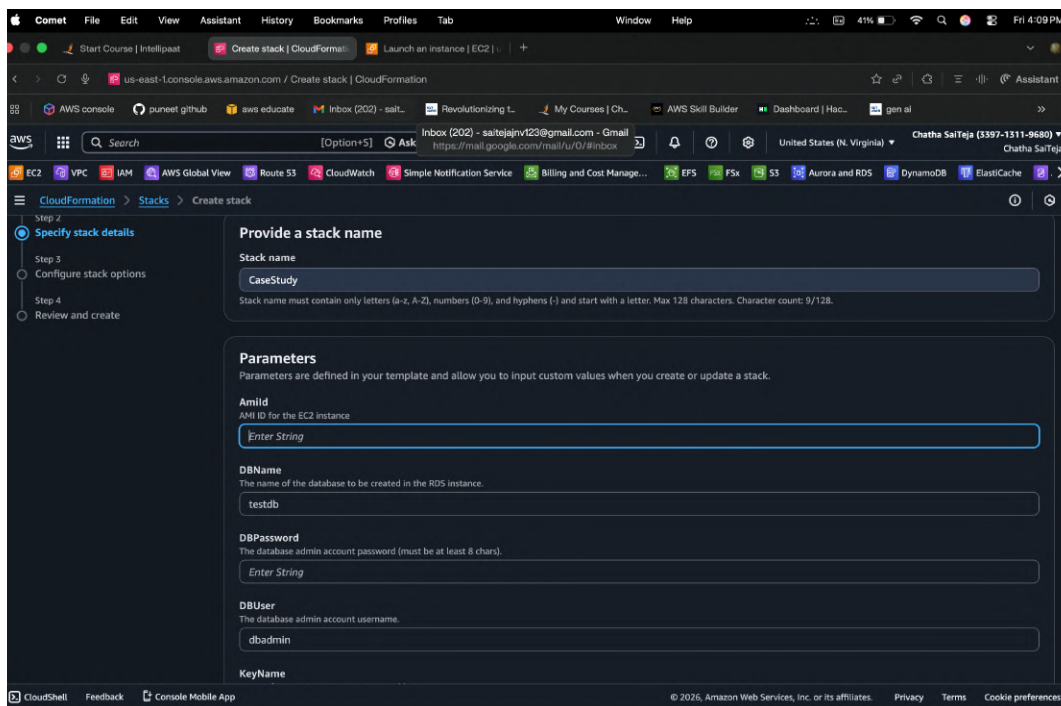 Comet File Edit View Assistant History Bookmarks Profiles Tab Window Help 41% Fri 4:09 PM
Start Course | Intellipaat Create stack | CloudFormati Launch an instance | EC2 | u
us-east-1.console.aws.amazon.com / Create stack | CloudFormation Assistant
AWS console puneet github aws educate Inbox (202) - sait... Revolutionizing t... My Courses | Ch... AWS Skill Builder Dashboard | Hac... gen ai »
aws Search [Option+S] Ask United States (N. Virginia) ▼ Chatha SaiTeja (3397-1311-9680) ▼
Chatha SaiTeja
Inbox (202) - saitejajnv123@gmail.com - Gmail
https://mail.google.com/mail/u/0/#inbox
EC2 VPC IAM AWS Global View Route 53 CloudWatch Simple Notification Service Billing and Cost Manage... EFS FSx S3 Aurora and RDS DynamoDB ElastiCache
CloudFormation > Stacks > Create stack
Step 2
Specify stack details
Step 3
Configure stack options
Step 4
Review and create
Provide a stack name
Stack name
CaseStudy
Stack name must contain only letters (a-z, A-Z), numbers (0-9), and hyphens (-) and start with a letter. Max 128 characters. Character count: 9/128.
Parameters
Parameters are defined in your template and allow you to input custom values when you create or update a stack.
AmiId
AMI ID for the EC2 instance
Enter String
DBName
The name of the database to be created in the RDS instance.
testdb
DBPassword
The database admin account password (must be at least 8 chars).
Enter String
DBUser
The database admin account username.
dbadmin
KeyName
CloudShell Feedback Console Mobile App © 2026, Amazon Web Services, Inc. or its affiliates. Privacy Terms Cookie preferences